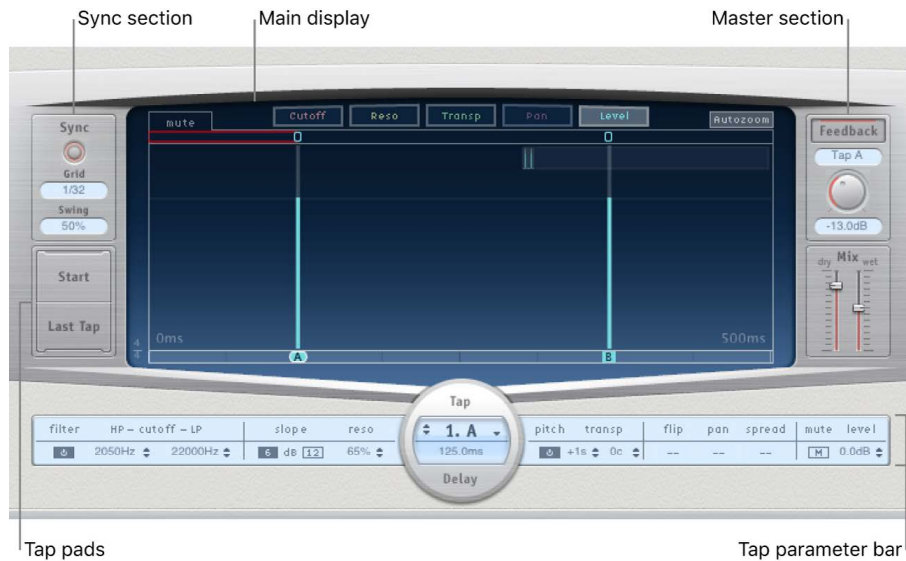 Sync section
Main display
Master section
mute
Cutoff
Reso
Transp
Pan
Level
Autozoom
Sync
Grid
1/32
Swing
50%
Feedback
Tap A
-13.0dB
dry Mix wet
Start
Last Tap
0ms
500ms
4
4
A
B
Tap
1. A
125.0ms
Delay
filter HP – cutoff – LP slope reso
2050Hz 22000Hz 6 dB 12 65%
pitch transp flip pan spread mute level
+1s 0c -- -- -- M 0.0dB
Tap pads
Tap parameter bar